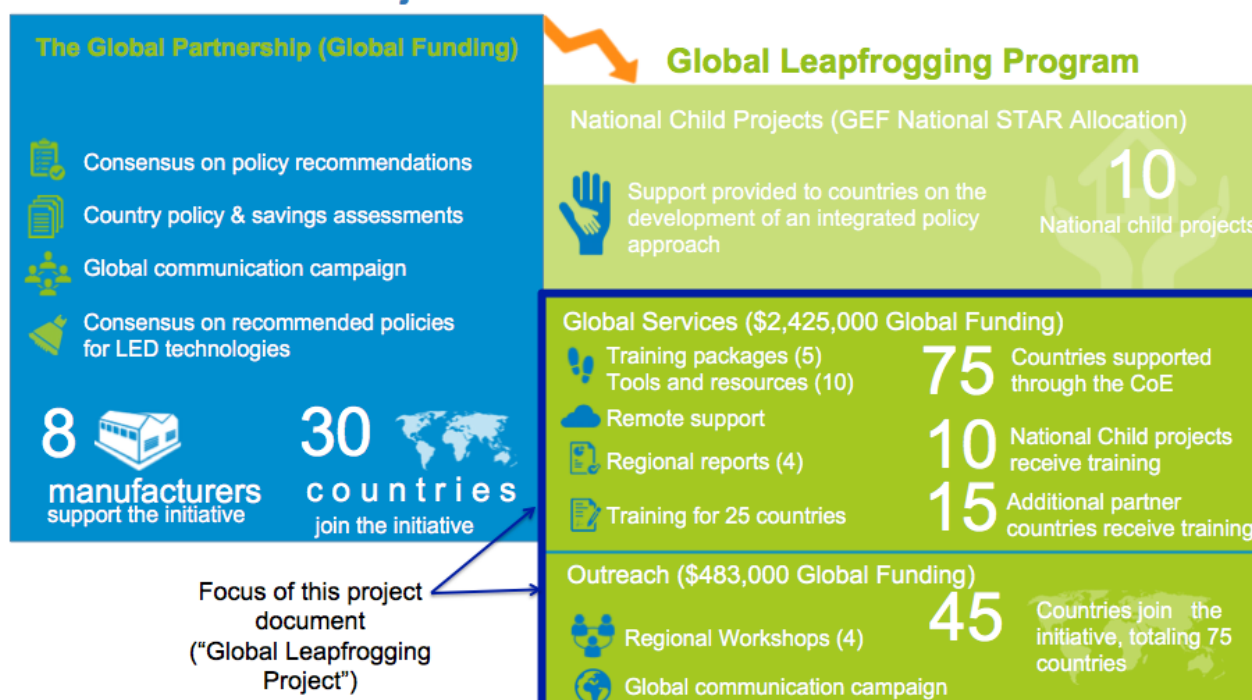 The Global Partnership (Global Funding)
Consensus on policy recommendations
Country policy & savings assessments
Global communication campaign
Consensus on recommended policies
for LED technologies
8
manufacturers
support the initiative
30
countries
join the initiative
Focus of this project
document
(“Global Leapfrogging
Project”)
Global Leapfrogging Program
National Child Projects (GEF National STAR Allocation)
Support provided to countries on the
development of an integrated policy
approach
10
National child projects
Global Services ($2,425,000 Global Funding)
Training packages (5)
Tools and resources (10)
Remote support
Regional reports (4)
Training for 25 countries
75
Countries supported
through the CoE
10
National Child projects
receive training
15
Additional partner
countries receive training
Outreach ($483,000 Global Funding)
Regional Workshops (4)
Global communication campaign
45
Countries join the
initiative, totaling 75
countries